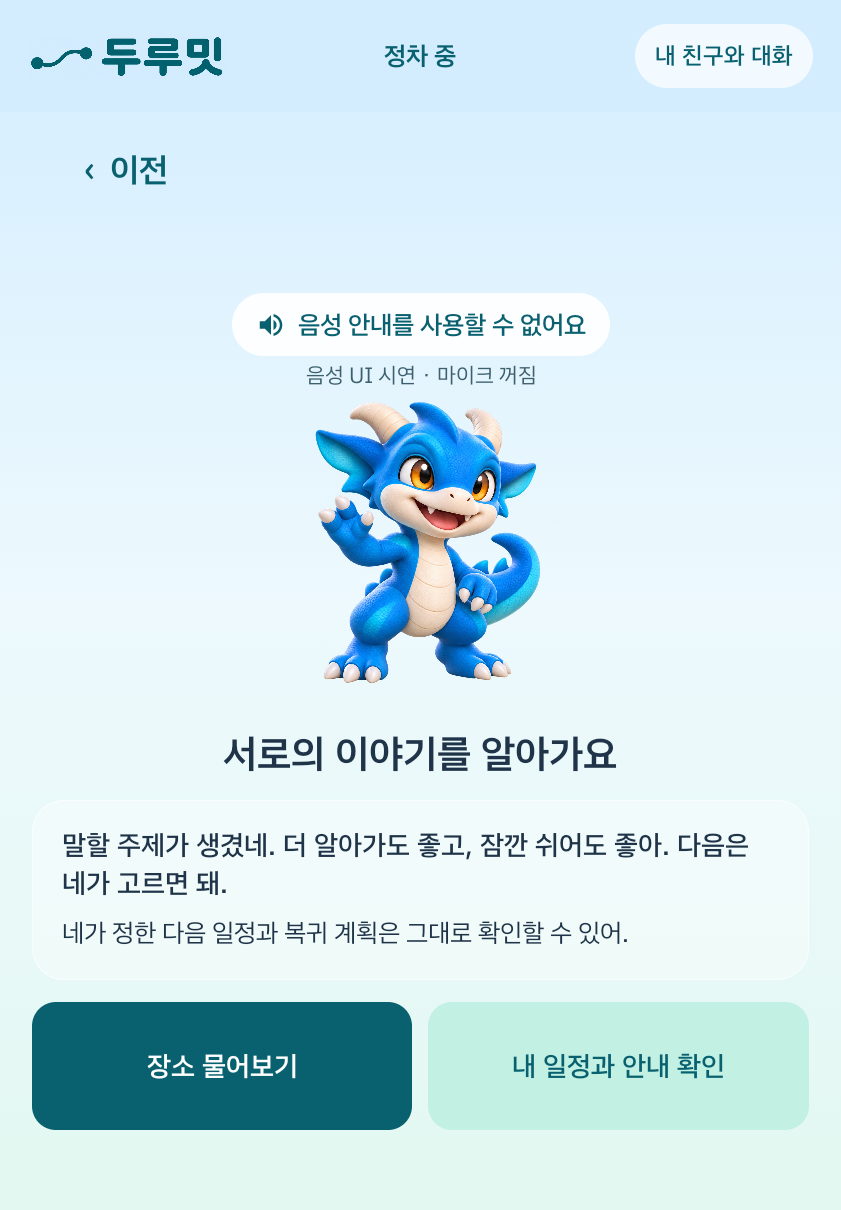 두루밋
정차 중
내 친구와 대화
‹ 이전
음성 안내를 사용할 수 없어요
음성 UI 시연 · 마이크 꺼짐
서로의 이야기를 알아가요
말할 주제가 생겼네. 더 알아가도 좋고, 잠깐 쉬어도 좋아. 다음은
네가 고르면 돼.
네가 정한 다음 일정과 복귀 계획은 그대로 확인할 수 있어.
장소 물어보기
내 일정과 안내 확인